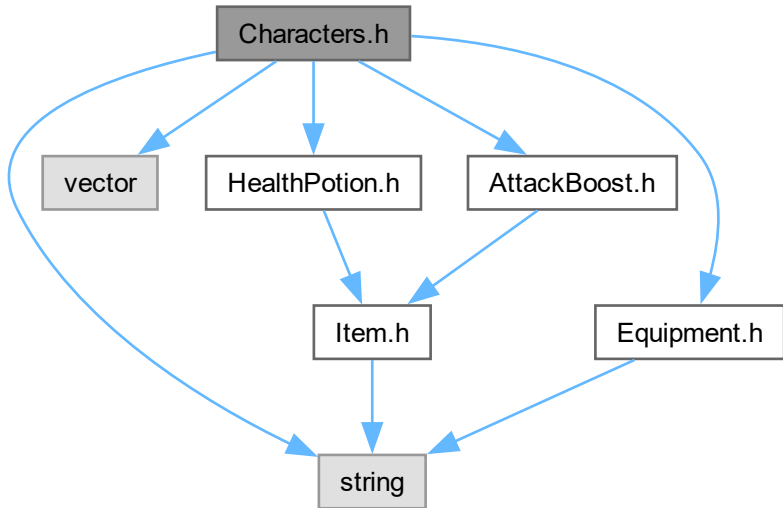 Characters.h
vector
HealthPotion.h
AttackBoost.h
Item.h
Equipment.h
string